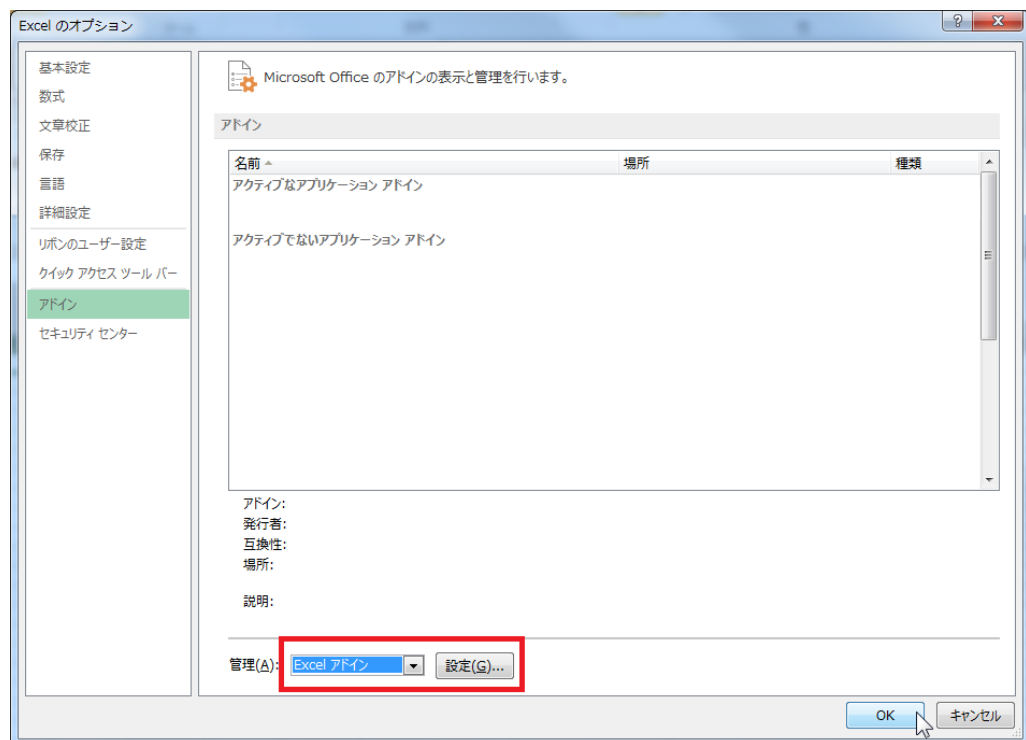 Excel のオプション
基本設定
数式
文章校正
保存
言語
詳細設定
リボンのユーザー設定
クイック アクセス ツール バー
アドイン
セキュリティ センター
Microsoft Office のアドインの表示と管理を行います。
アドイン
名前 場所 種類
アクティブなアプリケーション アドイン
アクティブでないアプリケーション アドイン
アドイン:
発行者:
互換性:
場所:
説明:
管理(A): Excel アドイン 設定(G)...
OK キャンセル